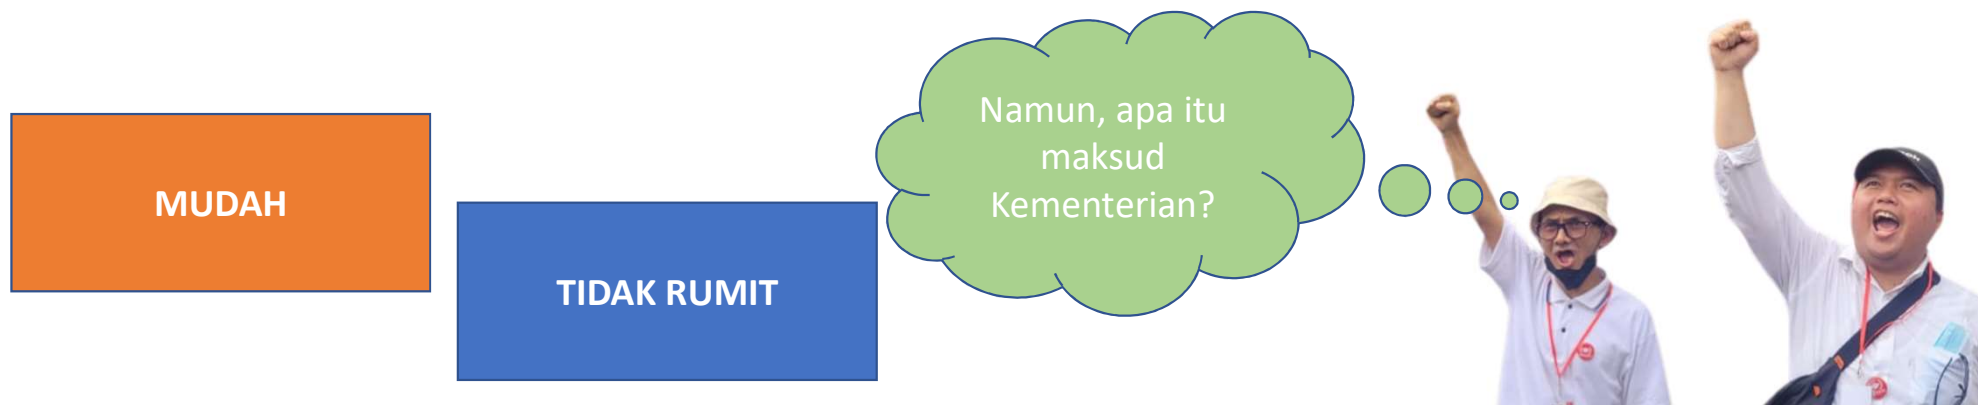 MUDAH
TIDAK RUMIT
Namun, apa itu
maksud
Kementerian?